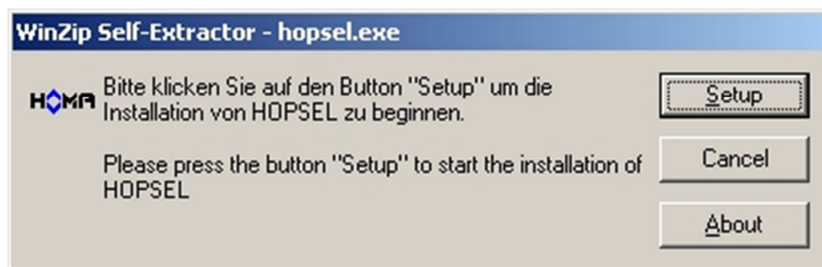 WinZip Self-Extractor - hopsel.exe
HOMA
Bitte klicken Sie auf den Button "Setup" um die
Installation von HOPSEL zu beginnen.
Please press the button "Setup" to start the installation of
HOPSEL
Setup
Cancel
About